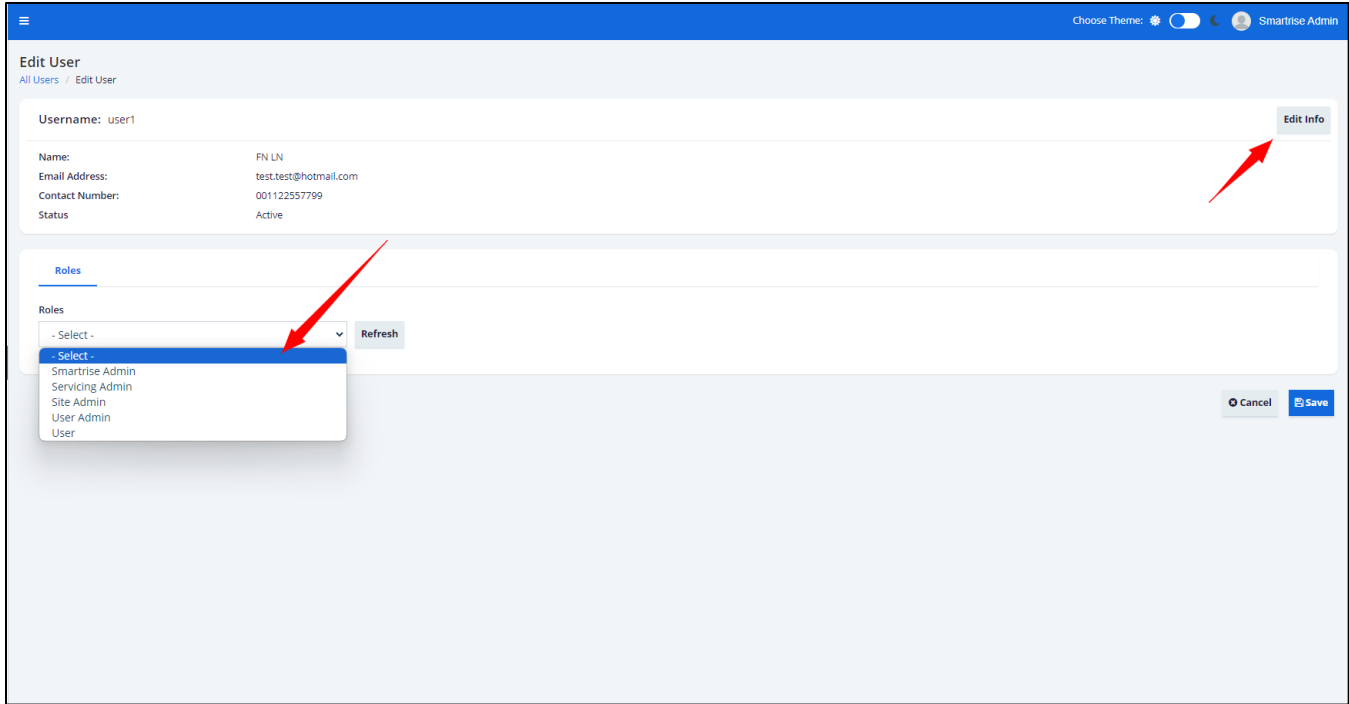 Choose Theme: Smartrise Admin
Edit User
All Users / Edit User
Username: user1 Edit Info
Name: FN LN
Email Address: test.test@hotmail.com
Contact Number: 001122557799
Status Active
Roles
Roles
- Select - Refresh
- Select -
Smartrise Admin
Servicing Admin
Site Admin
User Admin
User
Cancel Save